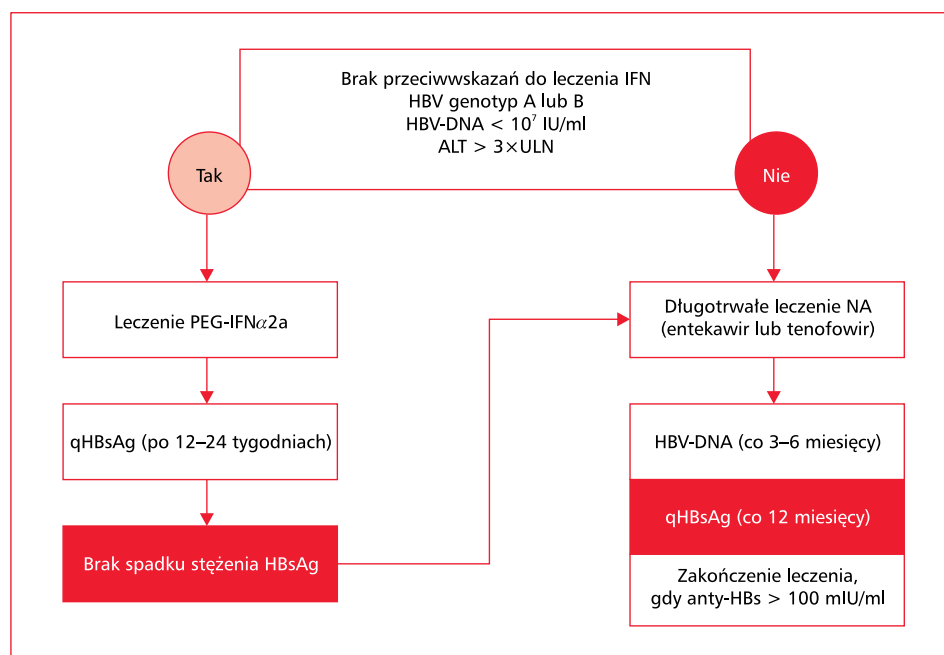 Brak przeciwwskazań do leczenia IFN
HBV genotyp A lub B
HBV-DNA < 10⁷ IU/ml
ALT > 3×ULN
Tak
Nie
Leczenie PEG-IFNα2a
qHBsAg (po 12–24 tygodniach)
Brak spadku stężenia HBsAg
Długotrwałe leczenie NA
(entekawir lub tenofowir)
HBV-DNA (co 3–6 miesięcy)
qHBsAg (co 12 miesięcy)
Zakończenie leczenia,
gdy anty-HBs > 100 mIU/ml